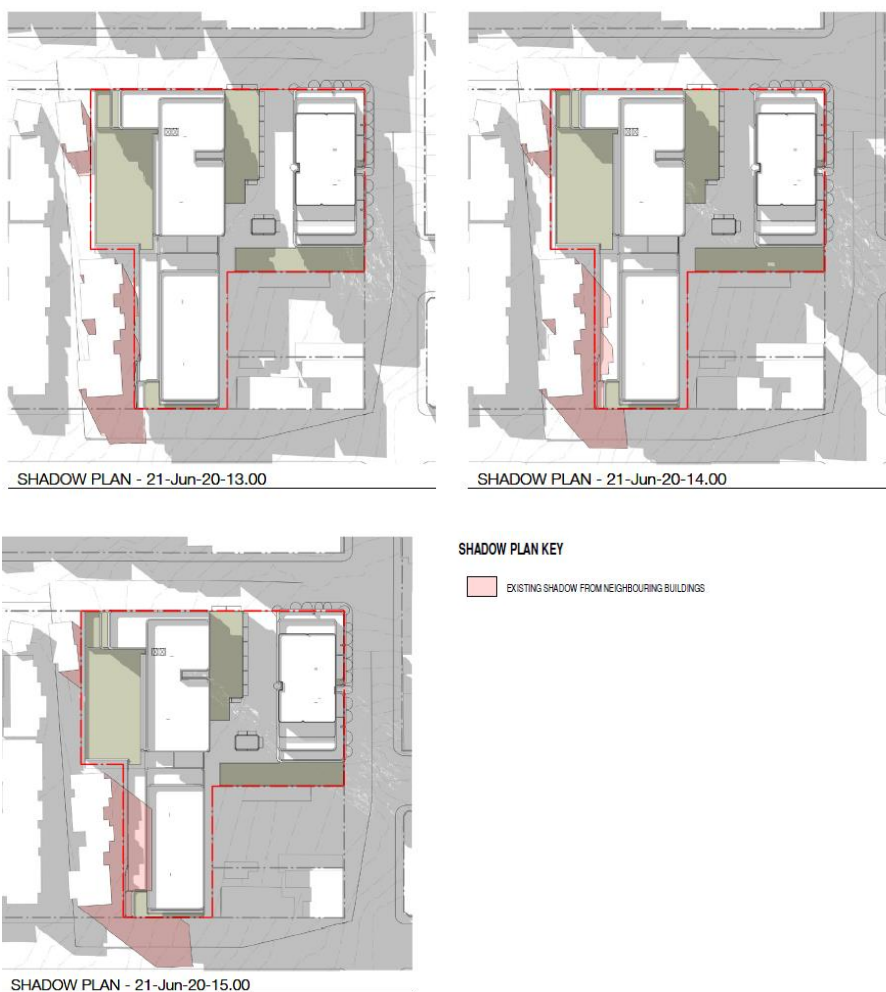 SHADOW PLAN - 21-Jun-20-13.00
SHADOW PLAN - 21-Jun-20-14.00
SHADOW PLAN KEY
EXISTING SHADOW FROM NEIGHBOURING BUILDINGS
SHADOW PLAN - 21-Jun-20-15.00